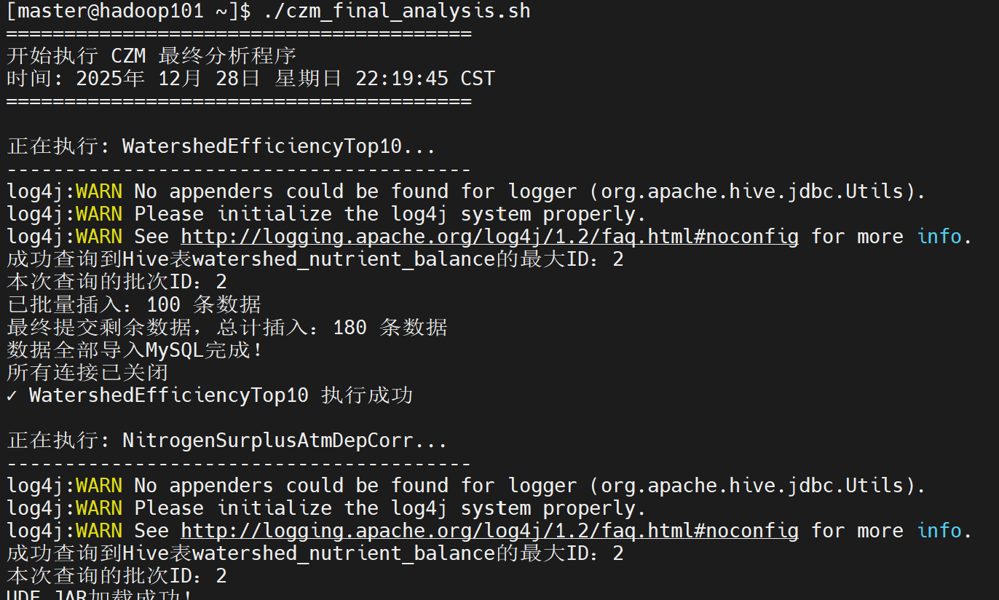 [master@hadoop101 ~]$ ./czm_final_analysis.sh
========================================
开始执行 CZM 最终分析程序
时间: 2025年 12月 28日 星期日 22:19:45 CST
========================================
正在执行: WatershedEfficiencyTop10...
----------------------------------------
log4j:WARN No appenders could be found for logger (org.apache.hive.jdbc.Utils).
log4j:WARN Please initialize the log4j system properly.
log4j:WARN See http://logging.apache.org/log4j/1.2/faq.html#noconfig for more info.
成功查询到Hive表watershed_nutrient_balance的最大ID：2
本次查询的批次ID：2
已批量插入：100 条数据
最终提交剩余数据，总计插入：180 条数据
数据全部导入MySQL完成！
所有连接已关闭
✓ WatershedEfficiencyTop10 执行成功
正在执行: NitrogenSurplusAtmDepCorr...
----------------------------------------
log4j:WARN No appenders could be found for logger (org.apache.hive.jdbc.Utils).
log4j:WARN Please initialize the log4j system properly.
log4j:WARN See http://logging.apache.org/log4j/1.2/faq.html#noconfig for more info.
成功查询到Hive表watershed_nutrient_balance的最大ID：2
本次查询的批次ID：2
UDF JAR加载成功！